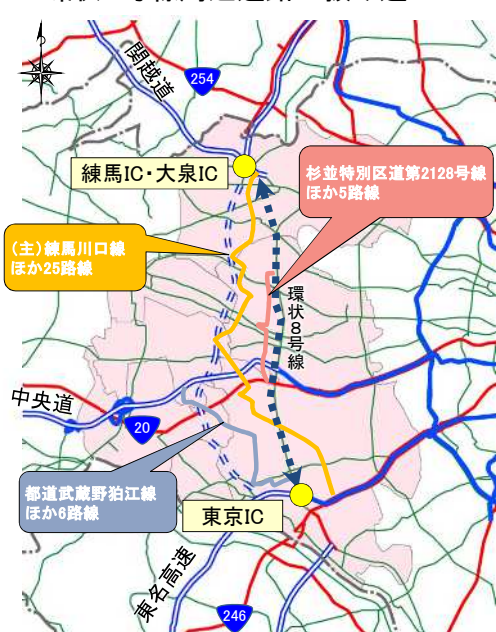 関越道
254
練馬IC・大泉IC
杉並特別区道第2128号線
ほか5路線
(主)練馬川口線
ほか25路線
環状8号線
中央道
20
都道武蔵野狛江線
ほか6路線
東京IC
東名高速
246